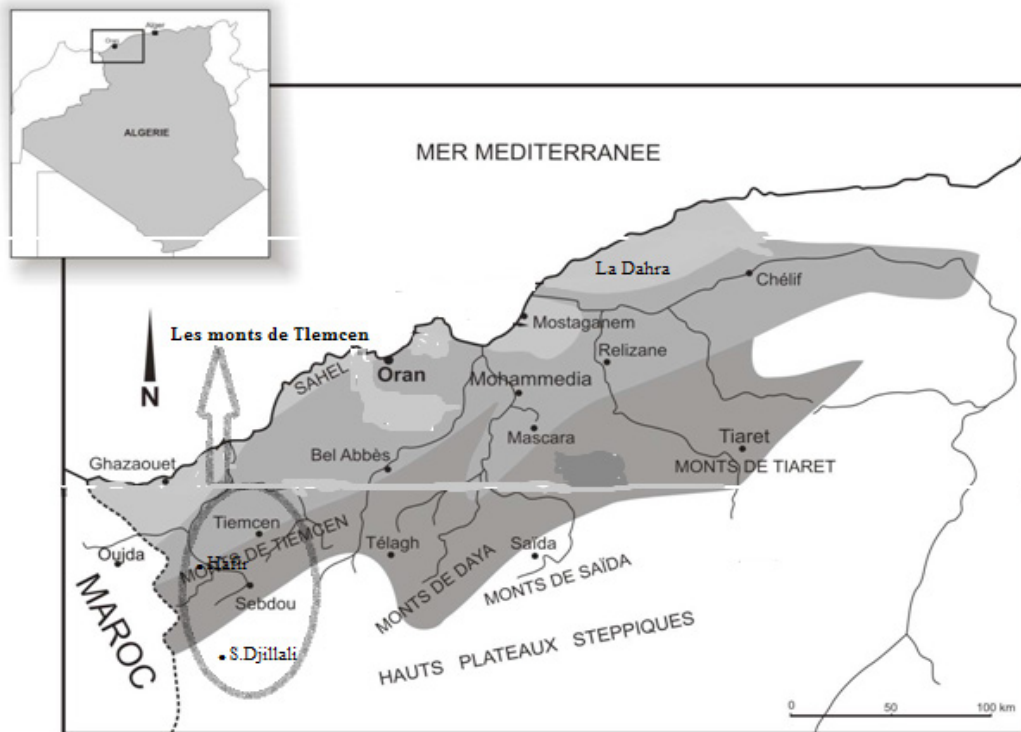 Alger
Oran
ALGERIE
MER MEDITERRANEE
La Dahra
Chélif
Les monts de Tlemcen
Mostaganem
N
SAHEL
Oran
Relizane
Mohammedia
Mascara
Tiaret
Ghazaouet
Bel Abbès
MONTS DE TIARET
Tiemcen
MONTS DE TIEMCEN
Hafir
Oujda
Télagh
Saïda
MONTS DE DAYA
MONTS DE SAÏDA
Sebdou
MAROC
S.Djillali
HAUTS PLATEAUX STEPPIQUES
0 50 100 km